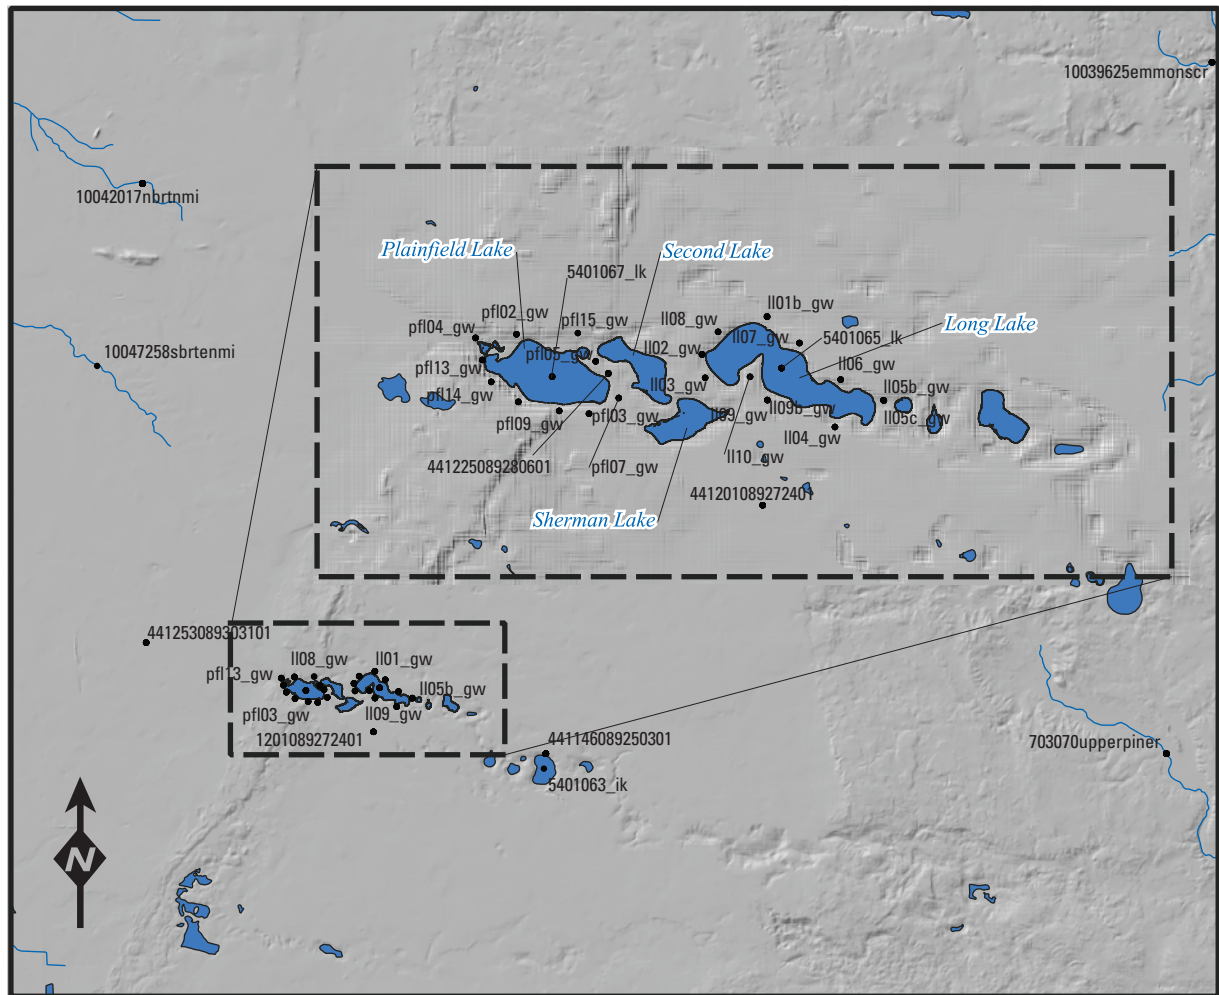 10039625emmonscr
10042017nbrtnmi
Plainfield Lake
Second Lake
5401067_lk
ll01b_gw
pfl02_gw
pfl15_gw
ll08_gw
Long Lake
pfl04_gw
ll07_gw
5401065_lk
pfl05_gw
ll02_gw
10047258sbrtenmi
pfl13_gw
ll06_gw
ll03_gw
ll05b_gw
pfl14_gw
ll09b_gw
pfl03_gw
ll09_gw
ll05c_gw
pfl09_gw
ll04_gw
441225089280601
pfl07_gw
ll10_gw
441201089272401
Sherman Lake
441253089303101
ll08_gw
ll01_gw
pfl13_gw
ll05b_gw
pfl03_gw
ll09_gw
1201089272401
441146089250301
703070upperpiner
5401063_ik
N